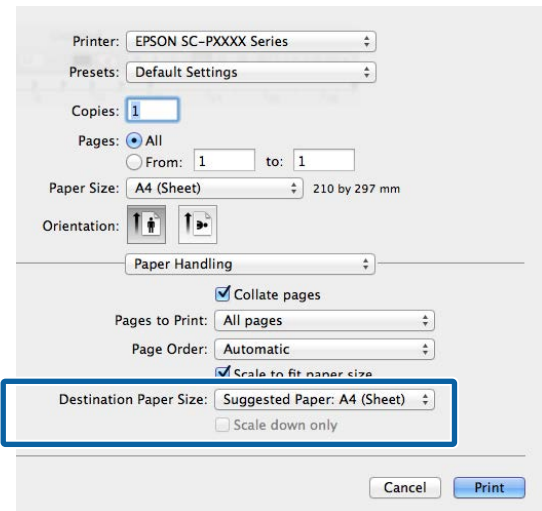 Printer: EPSON SC-PXXXX Series
Presets: Default Settings
Copies: 1
Pages: All
From: 1 to: 1
Paper Size: A4 (Sheet) 210 by 297 mm
Orientation:
Paper Handling
Collate pages
Pages to Print: All pages
Page Order: Automatic
Scale to fit paper size
Destination Paper Size: Suggested Paper: A4 (Sheet)
Scale down only
Cancel Print